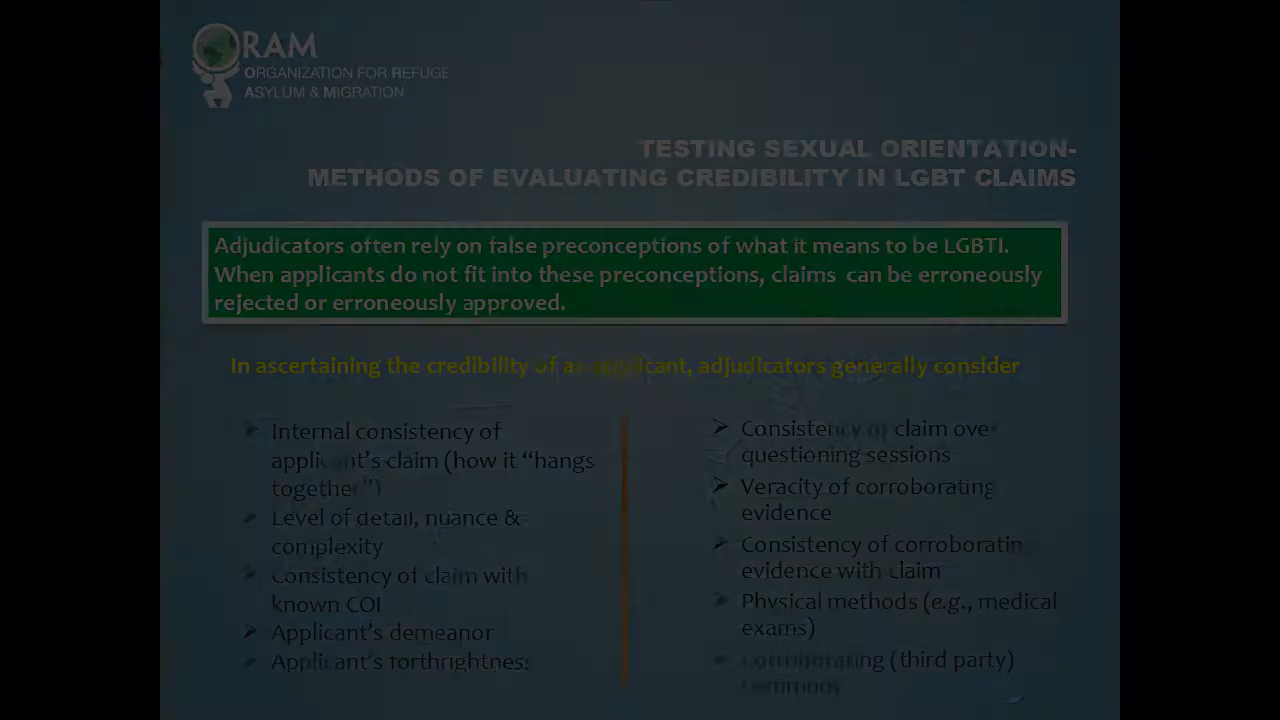 RAM
ORGANIZATION FOR REFUGE
ASYLUM & MIGRATION
TESTING SEXUAL ORIENTATION-
METHODS OF EVALUATING CREDIBILITY IN LGBT CLAIMS
Adjudicators often rely on false preconceptions of what it means to be LGBTI.
When applicants do not fit into these preconceptions, claims can be erroneously
rejected or erroneously approved.
In ascertaining the credibility of an applicant, adjudicators generally consider
Internal consistency of
applicant's claim (how it "hangs
together")
Level of detail, nuance &
complexity
Consistency of claim with
known COI
Applicant's demeanor
Applicant's forthrightness
Consistency of claim over
questioning sessions
Veracity of corroborating
evidence
Consistency of corroborating
evidence with claim
Physical methods (e.g., medical
exams)
Corroborating (third party)